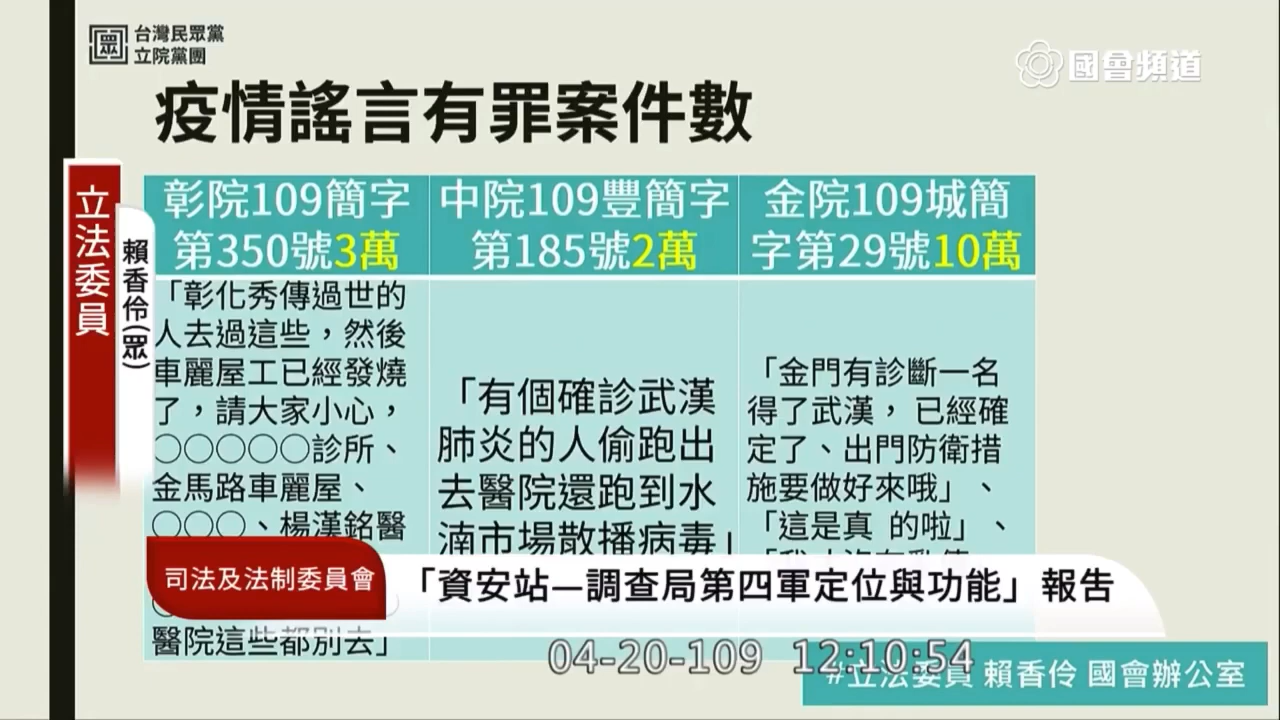 台灣民眾黨
立院黨團
國會頻道
疫情謠言有罪案件數
立法委員
賴香伶(眾)
彰院109簡字
第350號3萬
中院109豐簡字
第185號2萬
金院109城簡
字第29號10萬
「彰化秀傳過世的
人去過這些，然後
車麗屋工已經發燒
了，請大家小心，
○○○○○診所、
金馬路車麗屋、
○○○、楊漢銘醫
醫院這些都別去」
「有個確診武漢
肺炎的人偷跑出
去醫院還跑到水
湳市場散播病毒」
「金門有診斷一名
得了武漢， 已經確
定了、出門防衛措
施要做好來哦」、
「這是真 的啦」、
司法及法制委員會
「資安站—調查局第四軍定位與功能」報告
04-20-109 12:10:54
#立法委員 賴香伶 國會辦公室